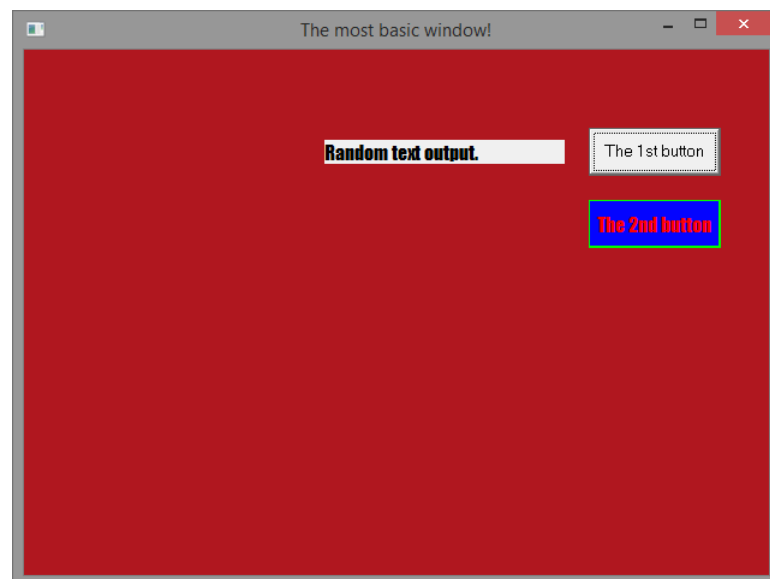 The most basic window!
Random text output.
The 1st button
The 2nd button